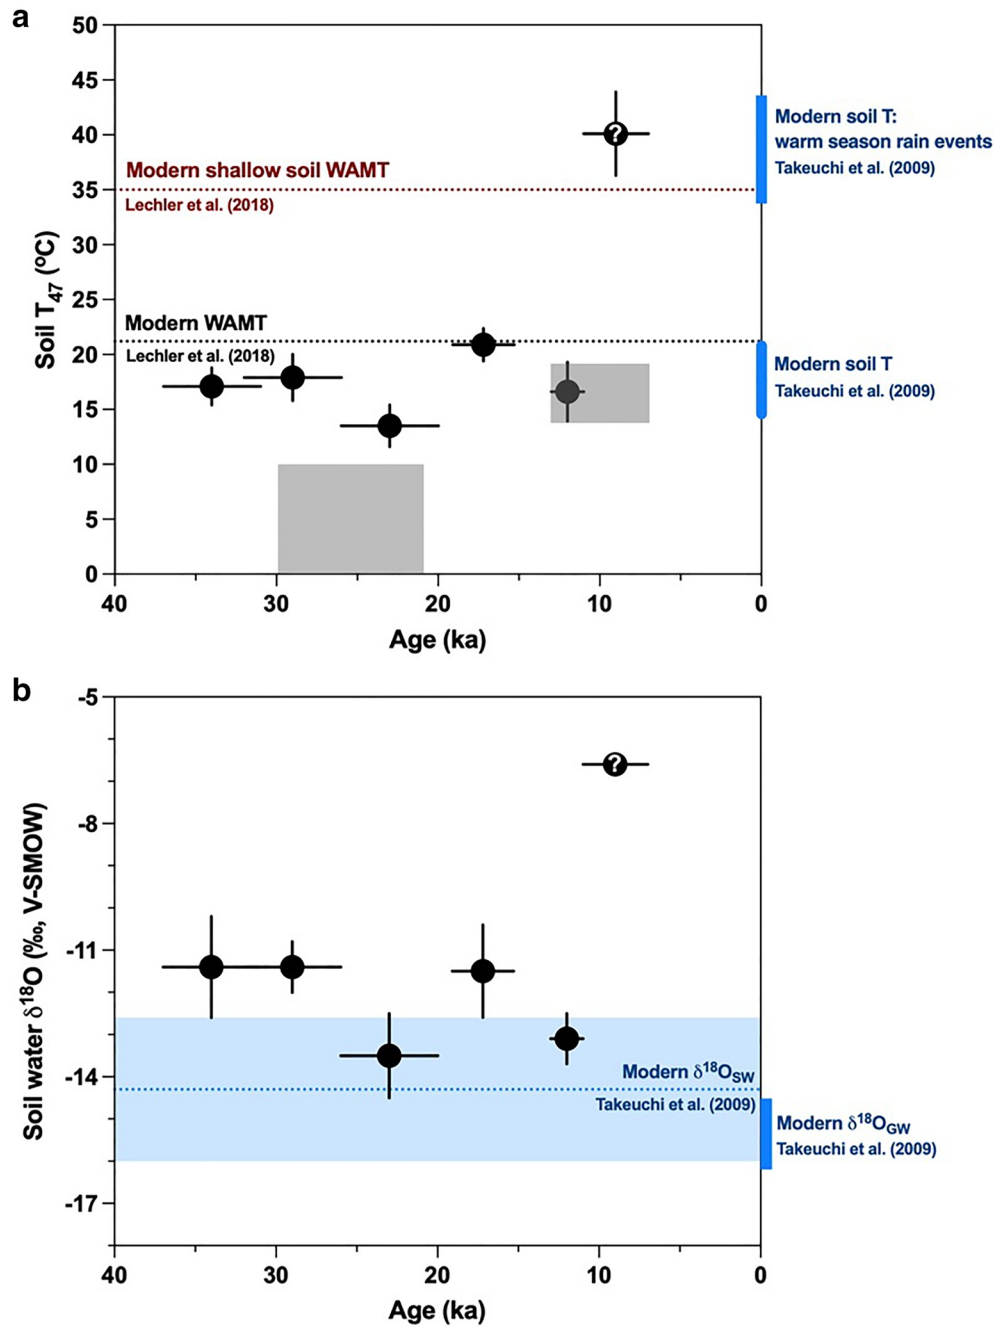 a
50
45
40
35
30
25
20
15
10
5
0
Soil T47 (ºC)
?
Modern shallow soil WAMT
Lechler et al. (2018)
Modern WAMT
Lechler et al. (2018)
Modern soil T:
warm season rain events
Takeuchi et al. (2009)
Modern soil T
Takeuchi et al. (2009)
40 30 20 10 0
Age (ka)
b
-5
-8
-11
-14
-17
Soil water δ18O (‰, V-SMOW)
?
Modern δ18OSW
Takeuchi et al. (2009)
Modern δ18OGW
Takeuchi et al. (2009)
40 30 20 10 0
Age (ka)